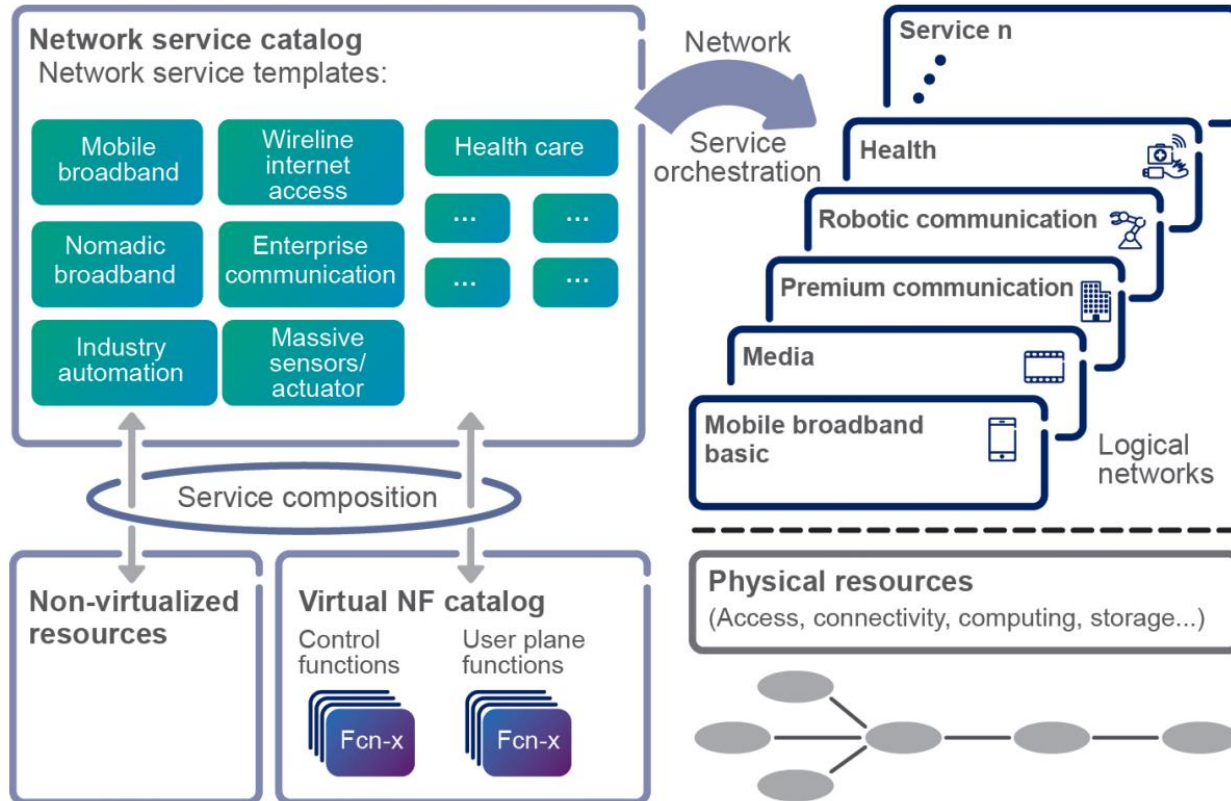 Network service catalog
Network service templates:
Mobile
broadband
Wireline
internet
access
Health care
...
...
Nomadic
broadband
Enterprise
communication
...
...
Industry
automation
Massive
sensors/
actuator
Service composition
Non-virtualized
resources
Virtual NF catalog
Control
functions
User plane
functions
Fcn-x
Fcn-x
Network
Service
orchestration
Service n
Health
Robotic communication
Premium communication
Media
Mobile broadband
basic
Logical
networks
Physical resources
(Access, connectivity, computing, storage...)